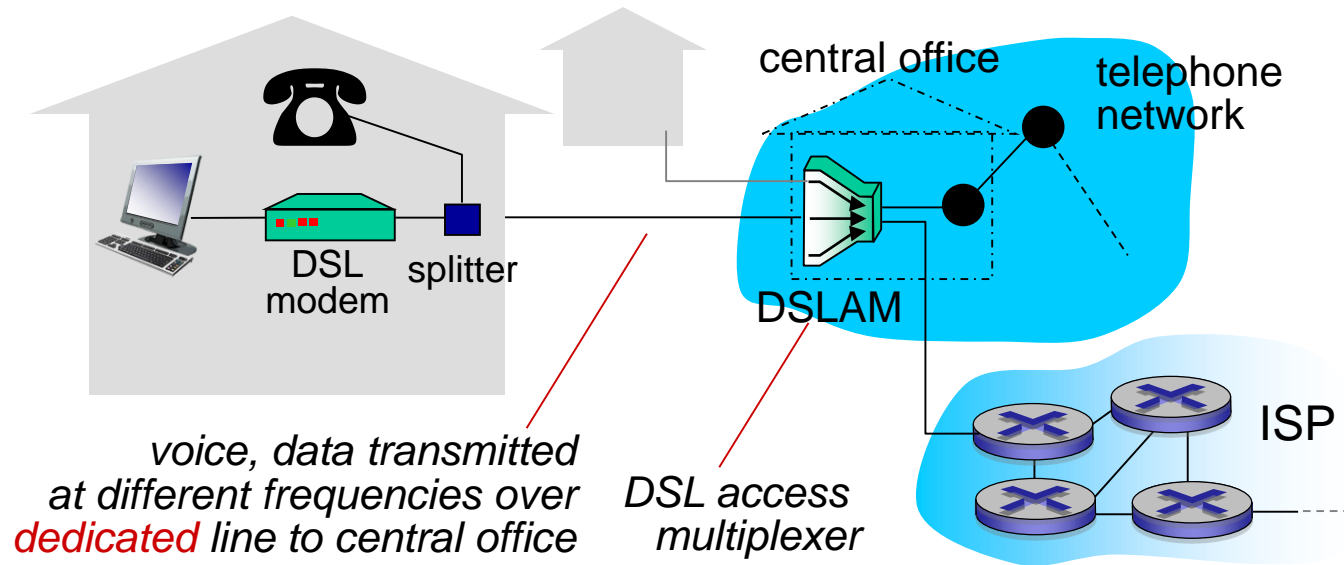 central office
telephone
network
DSL
modem
splitter
DSLAM
ISP
voice, data transmitted
at different frequencies over
dedicated line to central office
DSL access
multiplexer